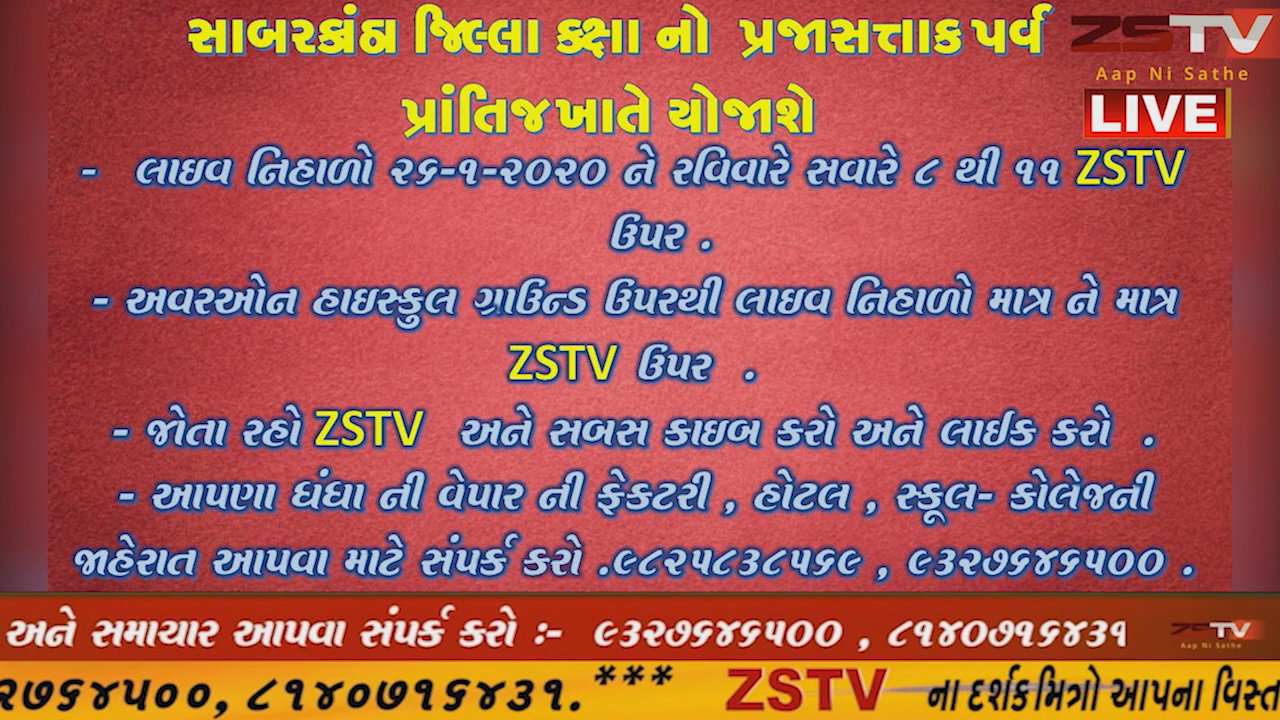 સાબરકાંઠા જિલ્લા કક્ષા નો પ્રજાસત્તાક પર્વ
ZSTV
Aap Ni Sathe
LIVE
પ્રાંતિજ ખાતે યોજાશે
- લાઇવ નિહાળો ૨૬-૧-૨૦૨૦ ને રવિવારે સવારે ૮ થી ૧૧ ZSTV
ઉપર .
- અવરઓન હાઇસ્કુલ ગ્રાઉન્ડ ઉપરથી લાઇવ નિહાળો માત્ર ને માત્ર
ZSTV ઉપર .
- જોતા રહો ZSTV અને સબસ કાઇબ કરો અને લાઈક કરો .
- આપણા ધંધા ની વેપાર ની ફેકટરી , હોટલ , સ્કૂલ- કોલેજની
જાહેરાત આપવા માટે સંપર્ક કરો .૯૮૨૫૮૩૮૫૬૯ , ૯૩૨૭૬૪૬૫૦૦ .
અને સમાચાર આપવા સંપર્ક કરો :- ૯૩૨૭૬૪૬૫૦૦ , ૮૧૪૦૭૧૬૪૩૧
ZSTV
Aap Ni Sathe
૨૭૬૪૫૦૦, ૮૧૪૦૭૧૬૪૩૧.*** ZSTV ના દર્શકમિત્રો આપના વિસ્ત